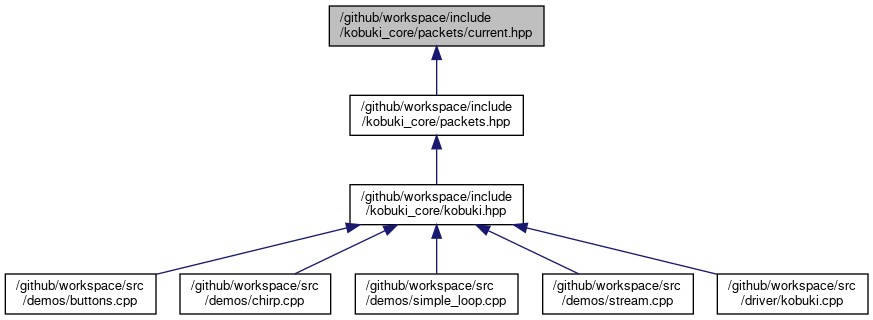 /github/workspace/include
/kobuki_core/packets/current.hpp
/github/workspace/include
/kobuki_core/packets.hpp
/github/workspace/include
/kobuki_core/kobuki.hpp
/github/workspace/src
/demos/buttons.cpp
/github/workspace/src
/demos/chirp.cpp
/github/workspace/src
/demos/simple_loop.cpp
/github/workspace/src
/demos/stream.cpp
/github/workspace/src
/driver/kobuki.cpp